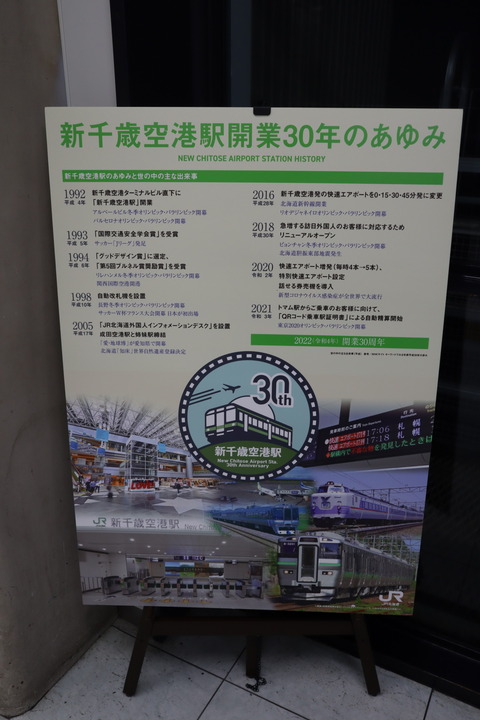 新千歳空港駅開業30年のあゆみ
NEW CHITOSE AIRPORT STATION HISTORY
新千歳空港駅のあゆみと世の中の主な出来事
1992 新千歳空港ターミナルビル直下に
平成 4年 「新千歳空港駅」開業
アルベールビル冬季オリンピック・パラリンピック開幕
バルセロナオリンピック・パラリンピック開幕
1993 「国際交通安全学会賞」を受賞
平成 5年 サッカー「Jリーグ」発足
1994 「グッドデザイン賞」に選定、
平成 6年 「第5回ブルネル賞奨励賞」を受賞
リレハンメル冬季オリンピック・パラリンピック開幕
関西国際空港開港
1998 自動改札機を設置
平成10年 長野冬季オリンピック・パラリンピック開幕
サッカーW杯フランス大会開幕 日本が初出場
2005 「JR北海道外国人インフォメーションデスク」を設置
平成17年 成田空港駅と姉妹駅締結
「愛・地球博」が愛知県で開幕
北海道「知床」世界自然遺産登録決定
2016 新千歳空港発の快速エアポートを0・15・30・45分発に変更
平成28年 北海道新幹線開業
リオデジャネイロオリンピック・パラリンピック開幕
2018 急増する訪日外国人のお客様に対応するため
平成30年 リニューアルオープン
ピョンチャン冬季オリンピック・パラリンピック開幕
北海道胆振東部地震発生
2020 快速エアポート増発（毎時4本→5本）、
令和 2年 特別快速エアポート設定
話せる券売機を導入
新型コロナウイルス感染症が全世界で大流行
2021 トマム駅からご乗車のお客様に向けて、
令和 3年 「QRコード乗車駅証明書」による自動精算開始
東京2020オリンピック・パラリンピック開幕
2022（令和4年） 開業30周年
30th
新千歳空港駅
New Chitose Airport Sta.
30th Anniversary
LOVE
JR 新千歳空港駅 New Chi
快速エアポート 17:06 札幌
快速エアポート 17:18 札幌
を発見したときは
JR
JR北海道